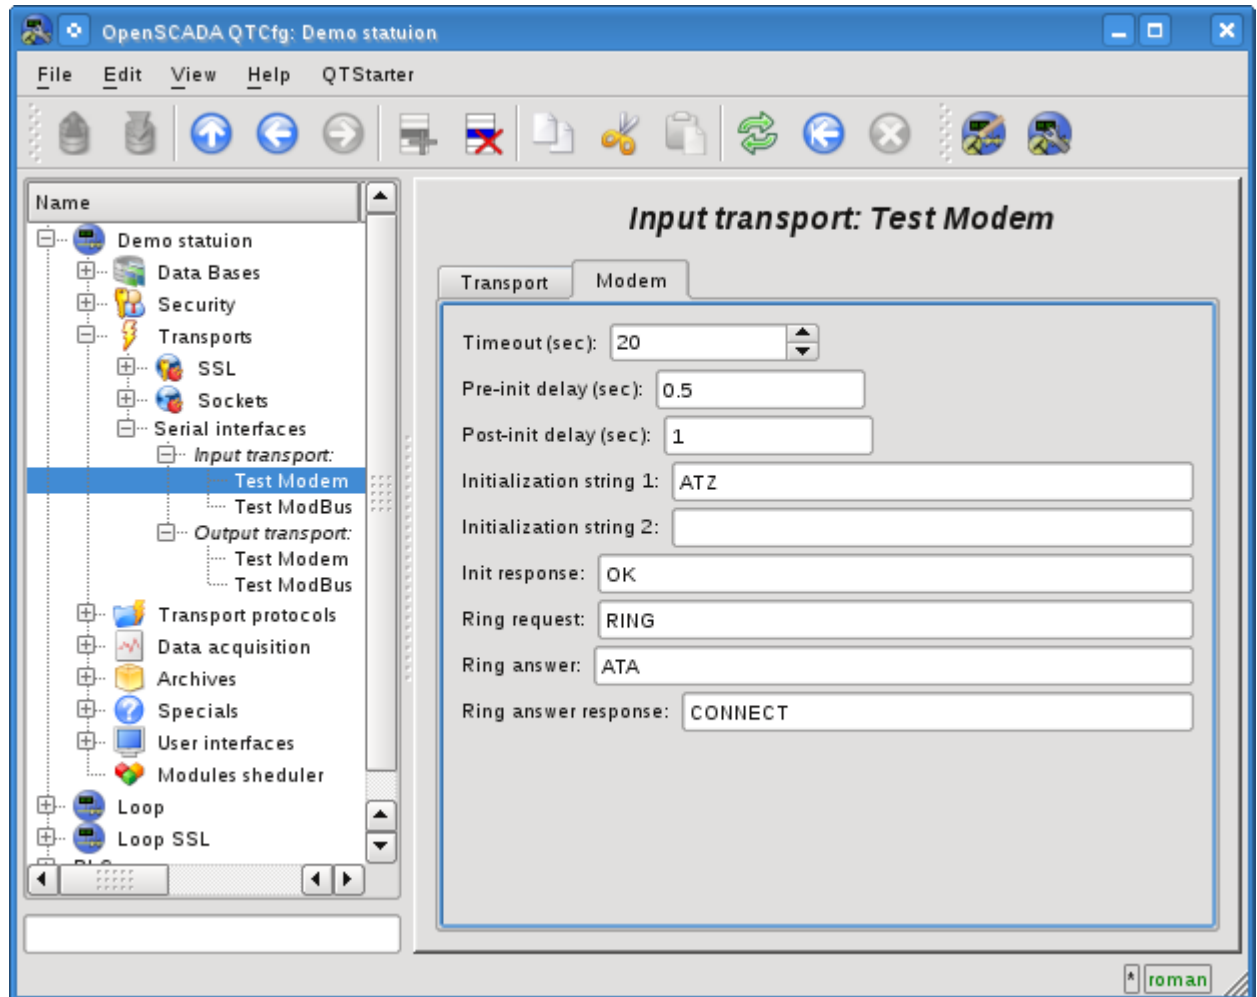 OpenSCADA QTCfg: Demo statuion
File Edit View Help QTStarter
Name
Demo statuion
Data Bases
Security
Transports
SSL
Sockets
Serial interfaces
Input transport:
Test Modem
Test ModBus
Output transport:
Test Modem
Test ModBus
Transport protocols
Data acquisition
Archives
Specials
User interfaces
Modules sheduler
Loop
Loop SSL
Input transport: Test Modem
Transport Modem
Timeout (sec): 20
Pre-init delay (sec): 0.5
Post-init delay (sec): 1
Initialization string 1: ATZ
Initialization string 2:
Init response: OK
Ring request: RING
Ring answer: ATA
Ring answer response: CONNECT
* roman